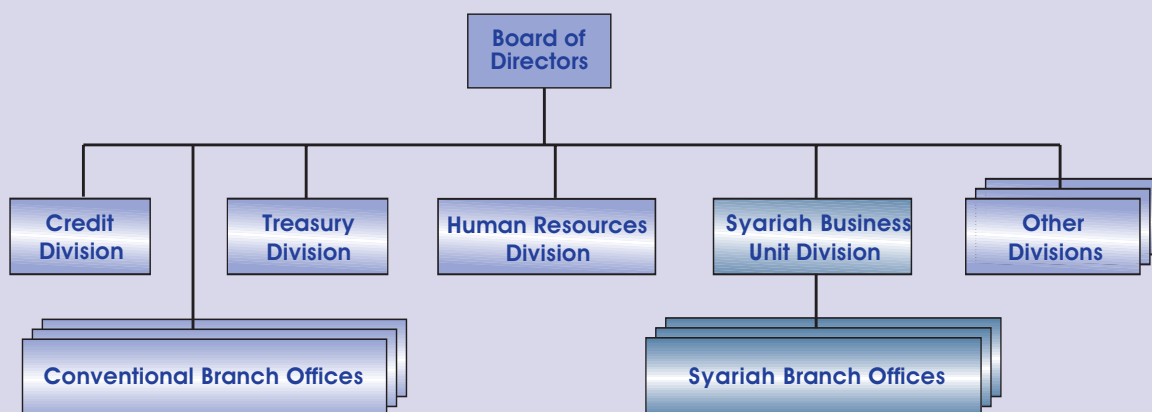 Board of
Directors
Credit
Division
Treasury
Division
Human Resources
Division
Syariah Business
Unit Division
Other
Divisions
Conventional Branch Offices
Syariah Branch Offices